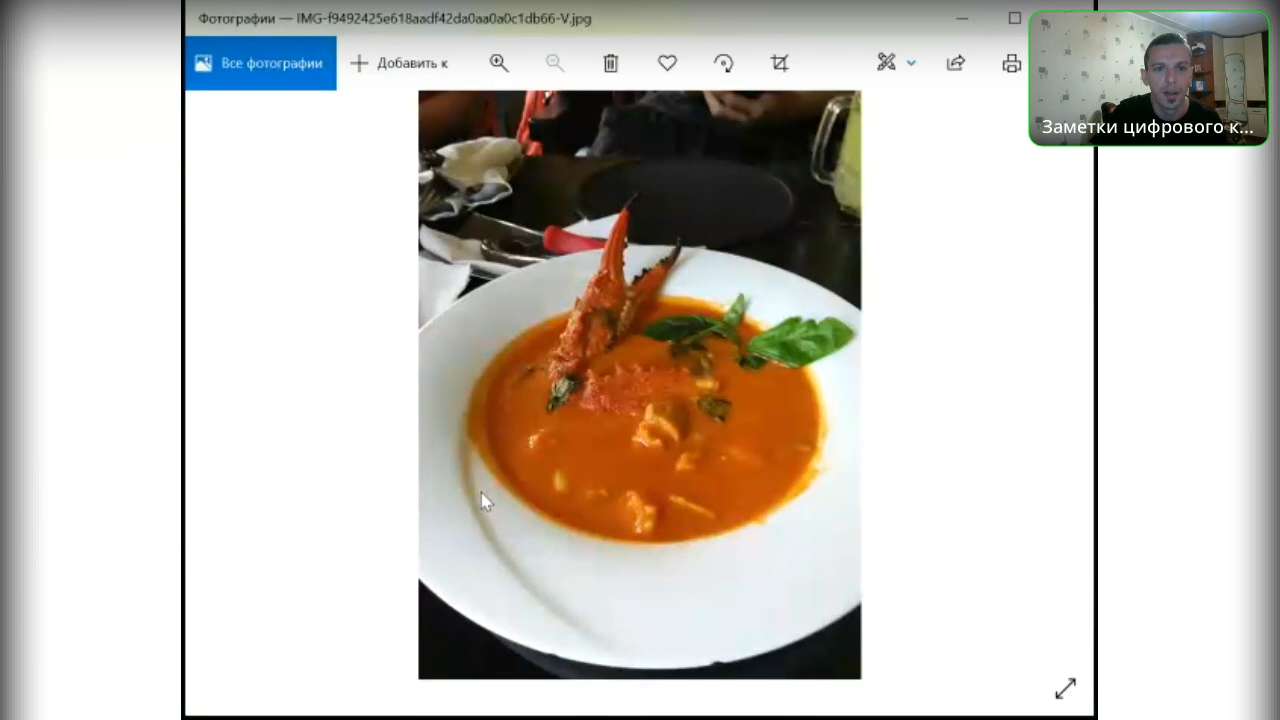 Фотографии — IMG-f9492425e618aadf42da0aa0a0c1db66-V.jpg
Все фотографии
Добавить к
Заметки цифрового к...